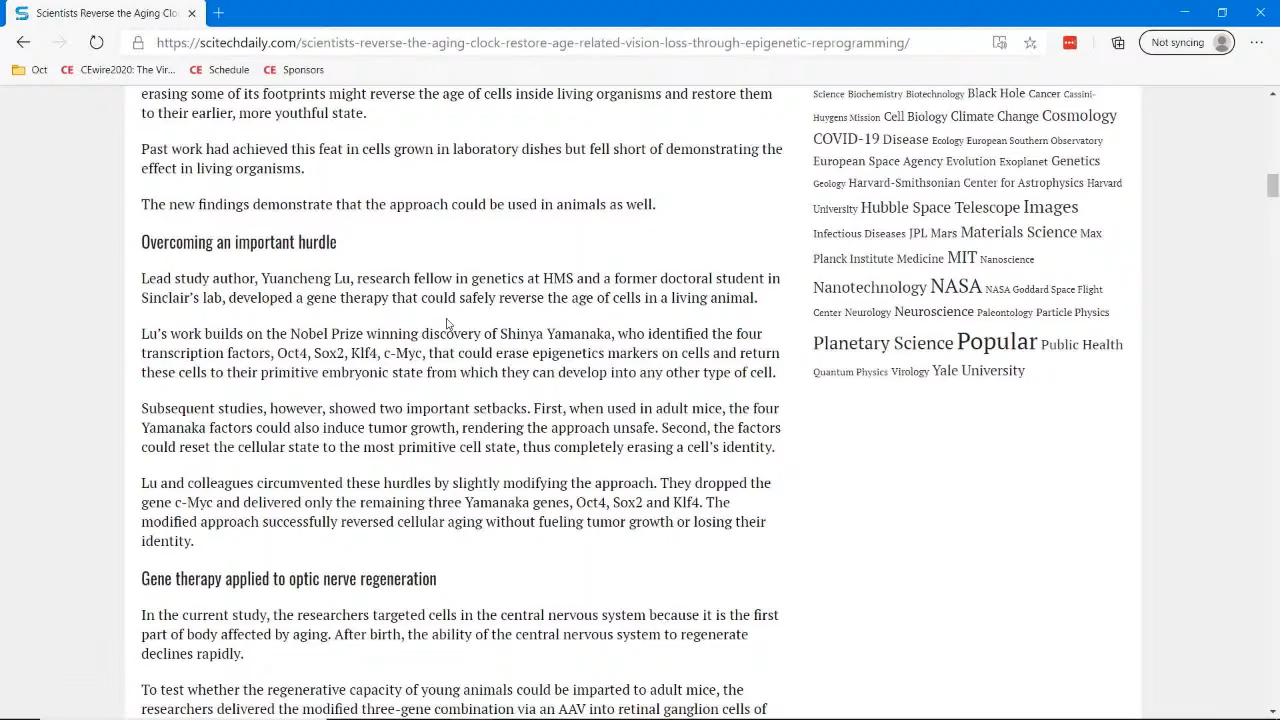 Scientists Reverse the Aging Clo
https://scitechdaily.com/scientists-reverse-the-aging-clock-restore-age-related-vision-loss-through-epigenetic-reprogramming/
Not syncing
Oct
CE CEwire2020: The Vir...
CE Schedule
CE Sponsors
erasing some of its footprints might reverse the age of cells inside living organisms and restore them
to their earlier, more youthful state.
Past work had achieved this feat in cells grown in laboratory dishes but fell short of demonstrating the
effect in living organisms.
The new findings demonstrate that the approach could be used in animals as well.
Overcoming an important hurdle
Lead study author, Yuancheng Lu, research fellow in genetics at HMS and a former doctoral student in
Sinclair’s lab, developed a gene therapy that could safely reverse the age of cells in a living animal.
Lu’s work builds on the Nobel Prize winning discovery of Shinya Yamanaka, who identified the four
transcription factors, Oct4, Sox2, Klf4, c-Myc, that could erase epigenetics markers on cells and return
these cells to their primitive embryonic state from which they can develop into any other type of cell.
Subsequent studies, however, showed two important setbacks. First, when used in adult mice, the four
Yamanaka factors could also induce tumor growth, rendering the approach unsafe. Second, the factors
could reset the cellular state to the most primitive cell state, thus completely erasing a cell’s identity.
Lu and colleagues circumvented these hurdles by slightly modifying the approach. They dropped the
gene c-Myc and delivered only the remaining three Yamanaka genes, Oct4, Sox2 and Klf4. The
modified approach successfully reversed cellular aging without fueling tumor growth or losing their
identity.
Gene therapy applied to optic nerve regeneration
In the current study, the researchers targeted cells in the central nervous system because it is the first
part of body affected by aging. After birth, the ability of the central nervous system to regenerate
declines rapidly.
To test whether the regenerative capacity of young animals could be imparted to adult mice, the
researchers delivered the modified three-gene combination via an AAV into retinal ganglion cells of
Science Biochemistry Biotechnology Black Hole Cancer Cassini-
Huygens Mission Cell Biology Climate Change Cosmology
COVID-19 Disease Ecology European Southern Observatory
European Space Agency Evolution Exoplanet Genetics
Geology Harvard-Smithsonian Center for Astrophysics Harvard
University Hubble Space Telescope Images
Infectious Diseases JPL Mars Materials Science Max
Planck Institute Medicine MIT Nanoscience
Nanotechnology NASA NASA Goddard Space Flight
Center Neurology Neuroscience Paleontology Particle Physics
Planetary Science Popular Public Health
Quantum Physics Virology Yale University